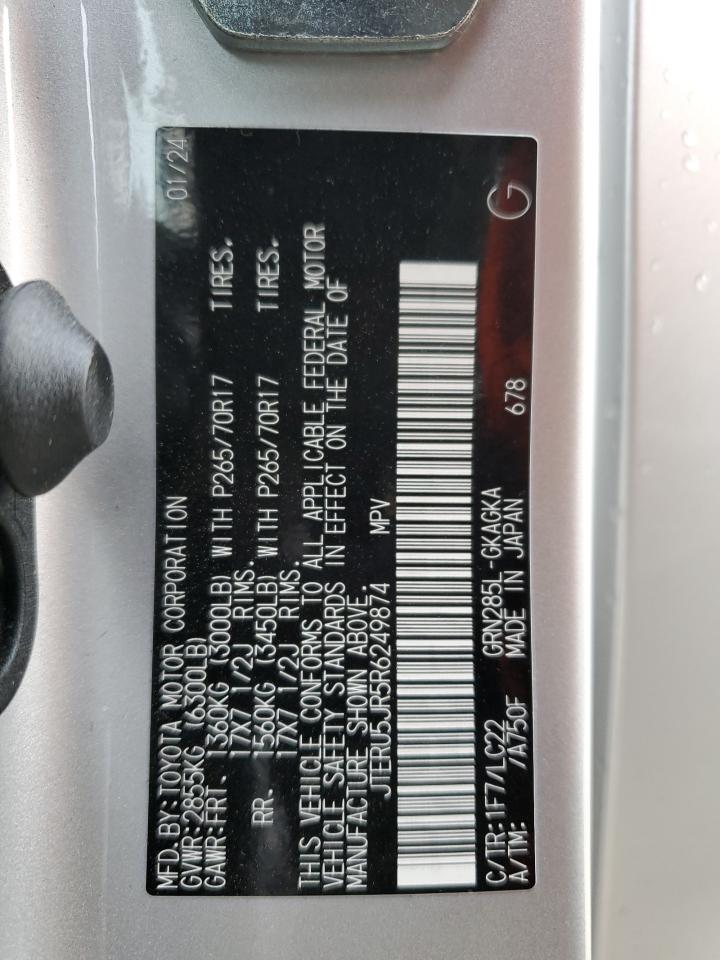 MFD. BY: TOYOTA MOTOR CORPORATION 01/24
GVWR: 2855KG (6300LB)
GAWR: FRT. 1360KG (3000LB) WITH P265/70R17 TIRES.
17X7 1/2J RIMS.
RR. 1560KG (3450LB) WITH P265/70R17 TIRES.
17X7 1/2J RIMS.
THIS VEHICLE CONFORMS TO ALL APPLICABLE FEDERAL MOTOR
VEHICLE SAFETY STANDARDS IN EFFECT ON THE DATE OF
MANUFACTURE SHOWN ABOVE.
JTERU5JR5R6249874 MPV
C/TR: 1F7/LC22 GRN285L-GKAGKA 678 G
A/TM: /A750F MADE IN JAPAN